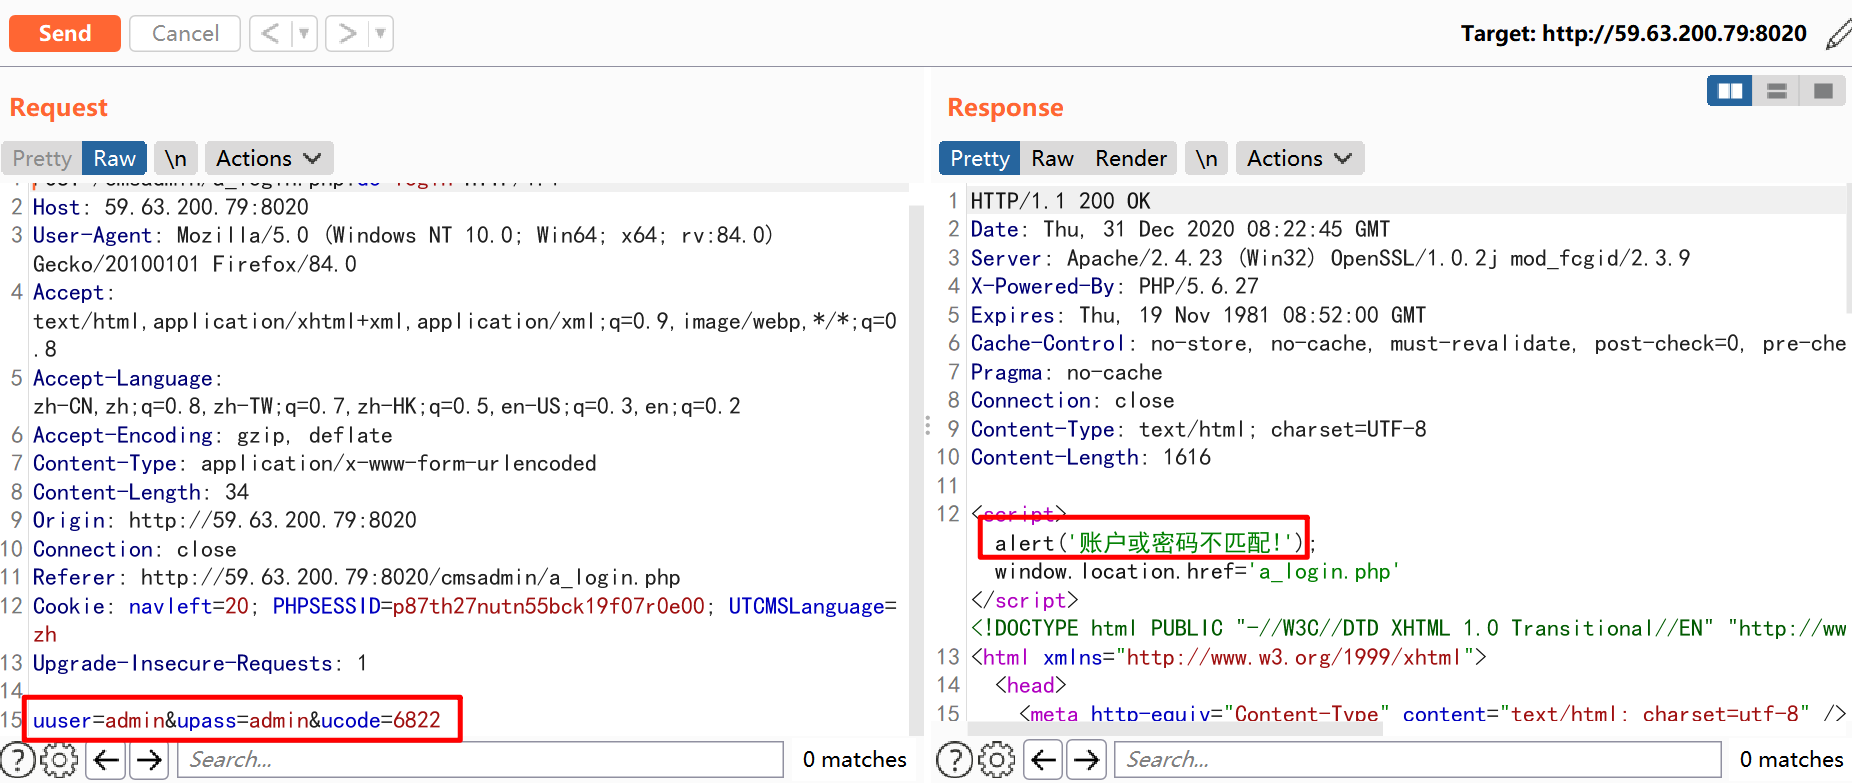 Send Cancel < > Target: http://59.63.200.79:8020
Request
Pretty Raw \n Actions
2 Host: 59.63.200.79:8020
3 User-Agent: Mozilla/5.0 (Windows NT 10.0; Win64; x64; rv:84.0)
Gecko/20100101 Firefox/84.0
4 Accept:
text/html,application/xhtml+xml,application/xml;q=0.9,image/webp,*/*;q=0
.8
5 Accept-Language:
zh-CN,zh;q=0.8,zh-TW;q=0.7,zh-HK;q=0.5,en-US;q=0.3,en;q=0.2
6 Accept-Encoding: gzip, deflate
7 Content-Type: application/x-www-form-urlencoded
8 Content-Length: 34
9 Origin: http://59.63.200.79:8020
10 Connection: close
11 Referer: http://59.63.200.79:8020/cmsadmin/a_login.php
12 Cookie: navleft=20; PHPSESSID=p87th27nutn55bck19f07r0e00; UTCMSLanguage=
zh
13 Upgrade-Insecure-Requests: 1
14
15 uuser=admin&upass=admin&ucode=6822
? Search... 0 matches
Response
Pretty Raw Render \n Actions
1 HTTP/1.1 200 OK
2 Date: Thu, 31 Dec 2020 08:22:45 GMT
3 Server: Apache/2.4.23 (Win32) OpenSSL/1.0.2j mod_fcgid/2.3.9
4 X-Powered-By: PHP/5.6.27
5 Expires: Thu, 19 Nov 1981 08:52:00 GMT
6 Cache-Control: no-store, no-cache, must-revalidate, post-check=0, pre-che
7 Pragma: no-cache
8 Connection: close
9 Content-Type: text/html; charset=UTF-8
10 Content-Length: 1616
11
12 <script>
alert('账户或密码不匹配!');
window.location.href='a_login.php'
</script>
<!DOCTYPE html PUBLIC "-//W3C//DTD XHTML 1.0 Transitional//EN" "http://ww
13 <html xmlns="http://www.w3.org/1999/xhtml">
14 <head>
15 <meta http-equiv="Content-Type" content="text/html; charset=utf-8" />
? Search... 0 matches